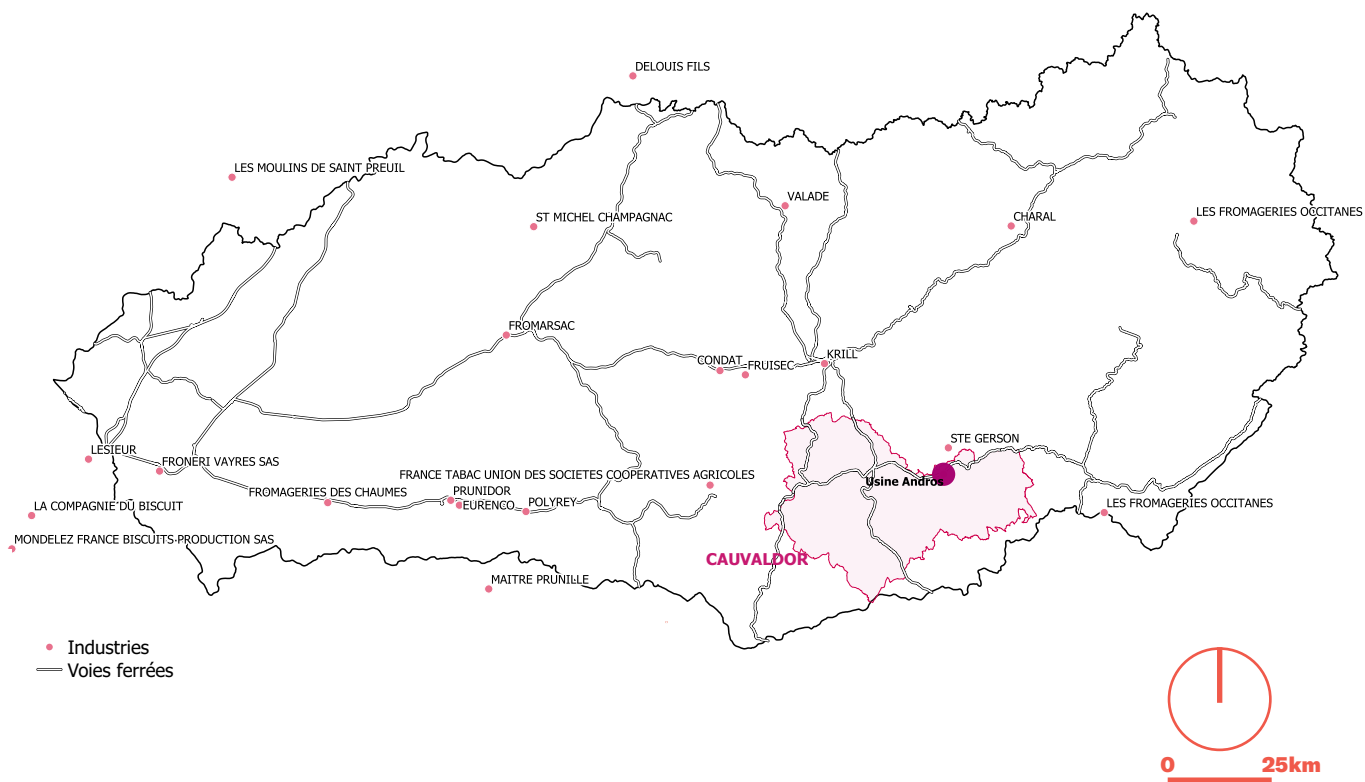 DELOUIS FILS
LES MOULINS DE SAINT PREUIL
VALADE
ST MICHEL CHAMPAGNAC
CHARAL
LES FROMAGERIES OCCITANES
FROMARSAC
KRILL
CONDAT
FRUISEC
STE GERSON
LESIEUR
FRONERI VAYRES SAS
FRANCE TABAC UNION DES SOCIETES COOPERATIVES AGRICOLES
Usine Andros
FROMAGERIES DES CHAUMES
PRUNIDOR
EURENCO
POLYREY
LES FROMAGERIES OCCITANES
LA COMPAGNIE DU BISCUIT
MONDELEZ FRANCE BISCUITS-PRODUCTION SAS
CAUVALDOR
MAITRE PRUNILLE
Industries
Voies ferrées
0 25km